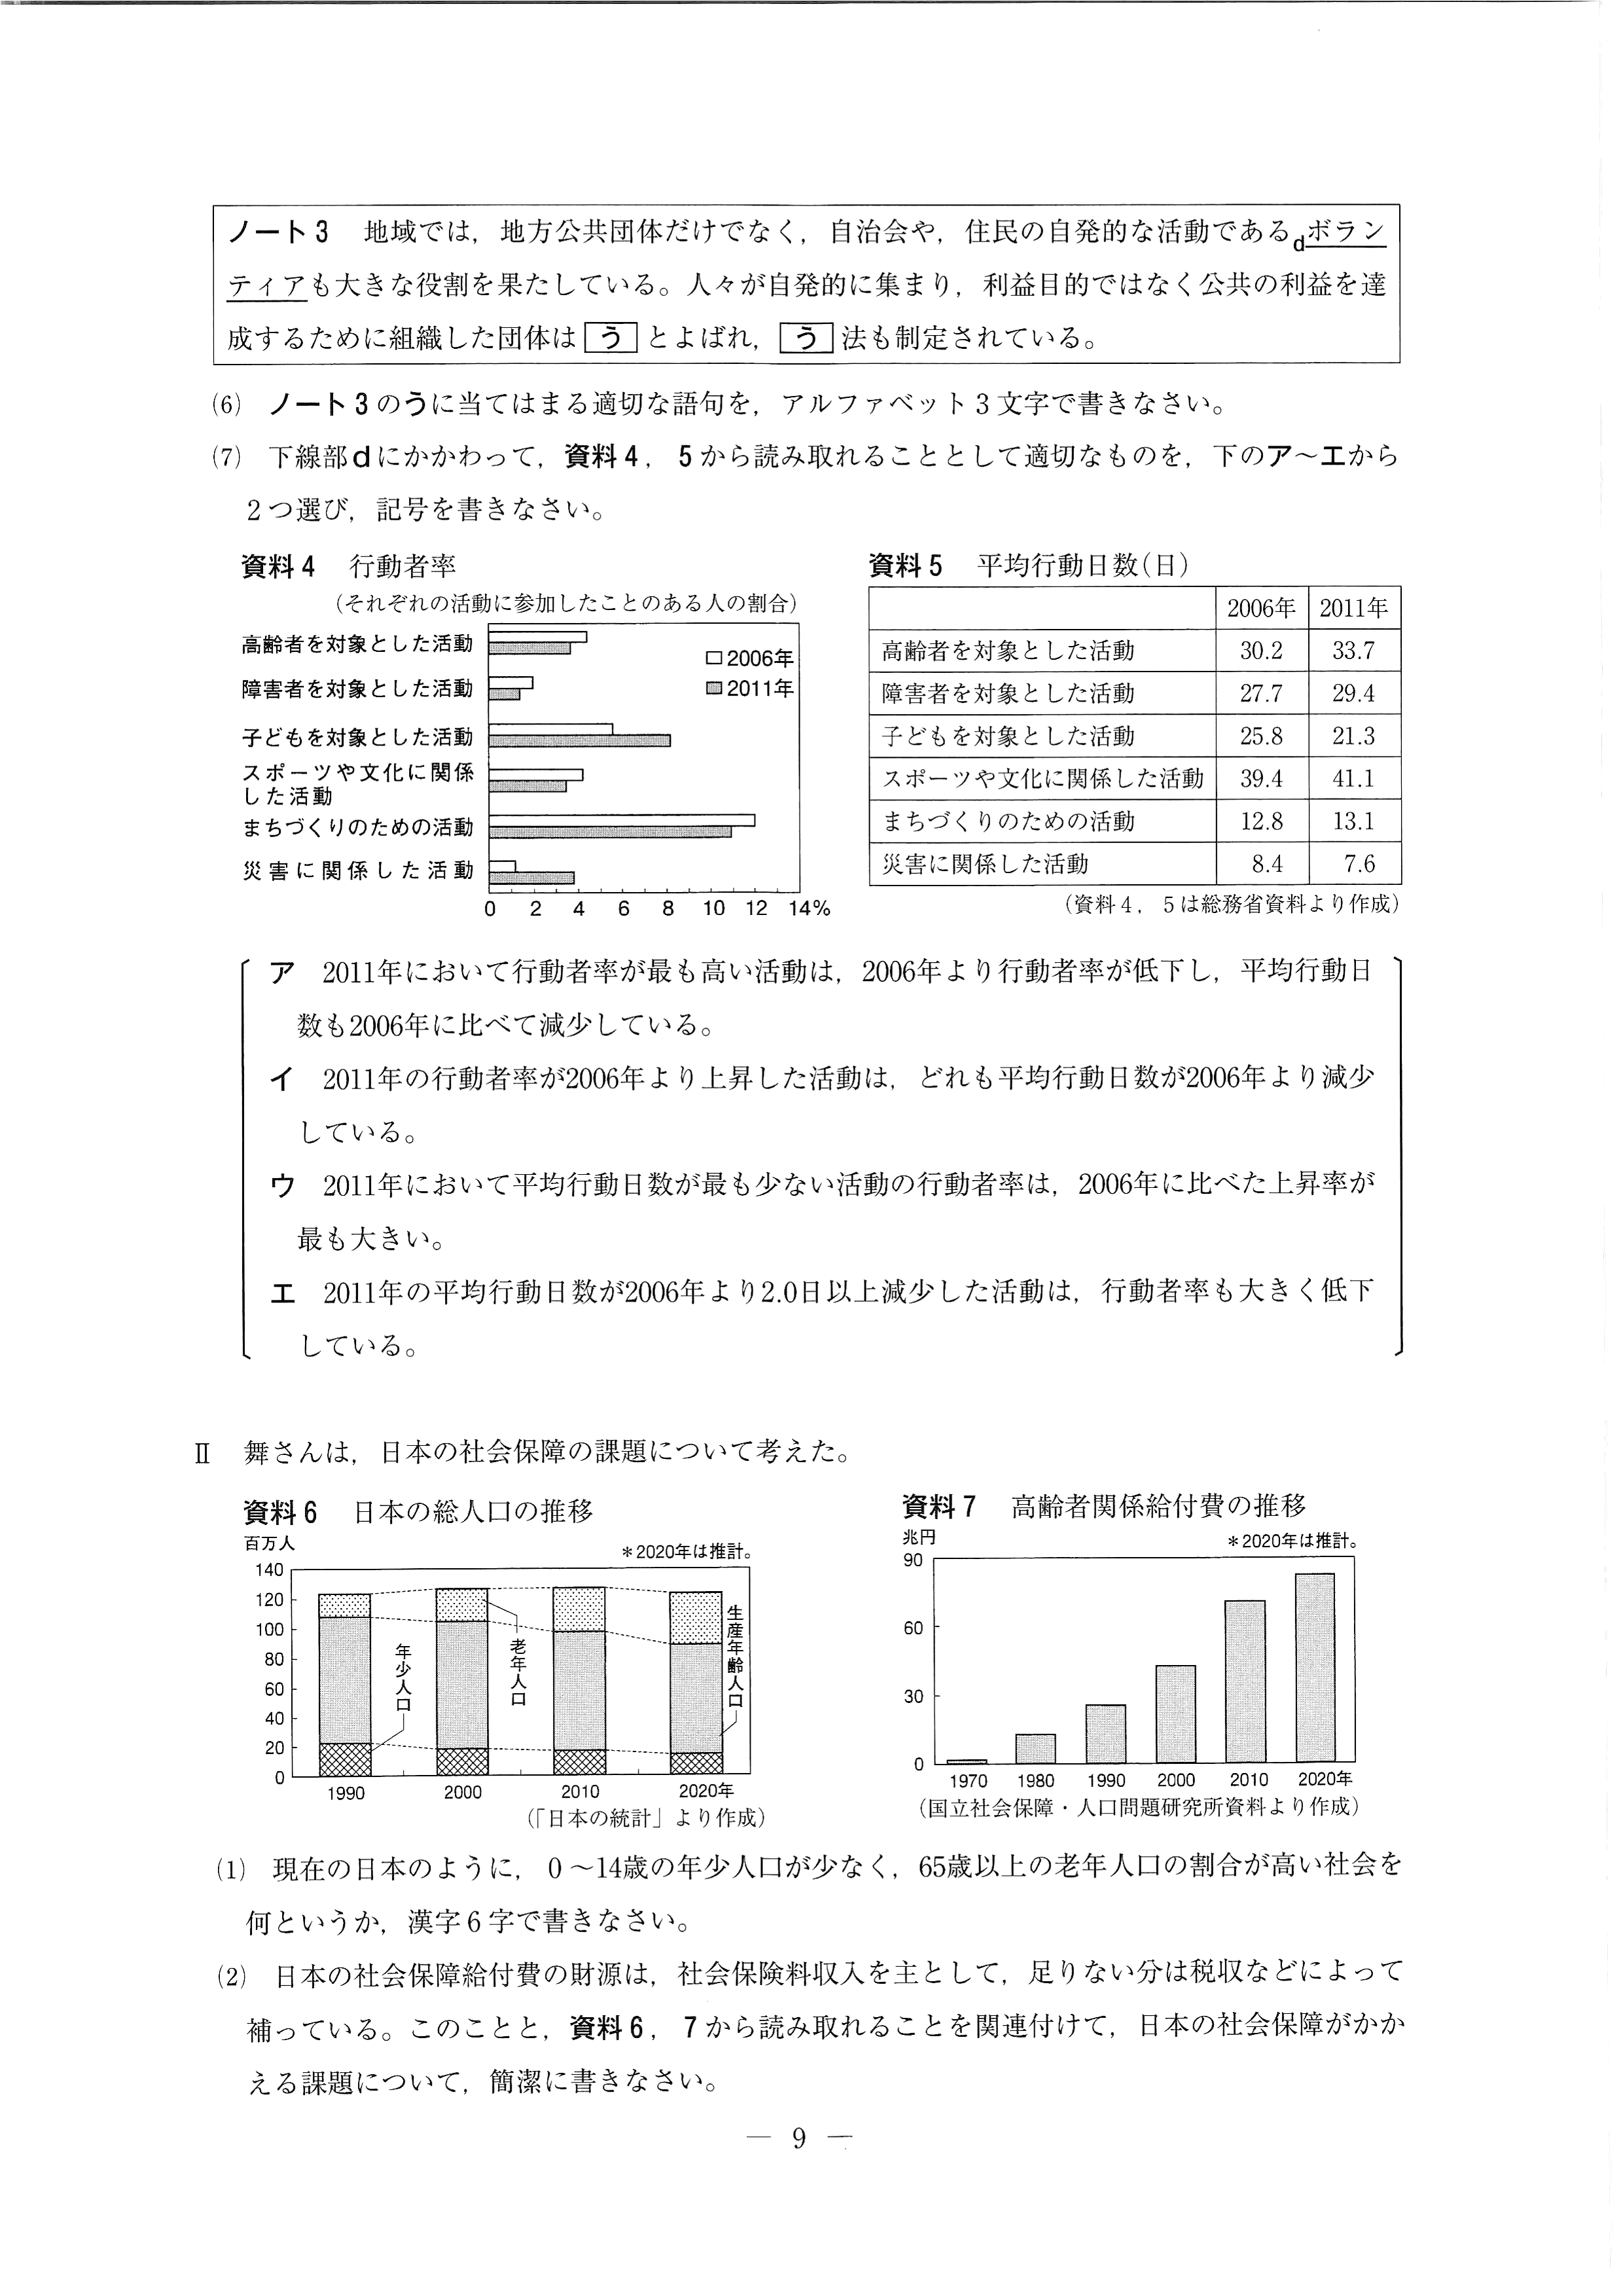 ノート3　地域では，地方公共団体だけでなく，自治会や，住民の自発的な活動であるdボラン
ティアも大きな役割を果たしている。人々が自発的に集まり，利益目的ではなく公共の利益を達
成するために組織した団体は う とよばれ， う 法も制定されている。
(6)　ノート3のうに当てはまる適切な語句を，アルファベット3文字で書きなさい。
(7)　下線部dにかかわって，資料4，5から読み取れることとして適切なものを，下のア～エから
2つ選び，記号を書きなさい。
資料4　行動者率
（それぞれの活動に参加したことのある人の割合）
高齢者を対象とした活動
障害者を対象とした活動
子どもを対象とした活動
スポーツや文化に関係
した活動
まちづくりのための活動
災害に関係した活動
□2006年
2011年
0 2 4 6 8 10 12 14%
資料5　平均行動日数(日)
2006年 2011年
高齢者を対象とした活動 30.2 33.7
障害者を対象とした活動 27.7 29.4
子どもを対象とした活動 25.8 21.3
スポーツや文化に関係した活動 39.4 41.1
まちづくりのための活動 12.8 13.1
災害に関係した活動 8.4 7.6
（資料4，5は総務省資料より作成）
ア　2011年において行動者率が最も高い活動は，2006年より行動者率が低下し，平均行動日
数も2006年に比べて減少している。
イ　2011年の行動者率が2006年より上昇した活動は，どれも平均行動日数が2006年より減少
している。
ウ　2011年において平均行動日数が最も少ない活動の行動者率は，2006年に比べた上昇率が
最も大きい。
エ　2011年の平均行動日数が2006年より2.0日以上減少した活動は，行動者率も大きく低下
している。
Ⅱ　舞さんは，日本の社会保障の課題について考えた。
資料6　日本の総人口の推移
百万人
＊2020年は推計。
140
120
100
80
60
40
20
0
年少人口
老年人口
生産年齢人口
1990 2000 2010 2020年
（「日本の統計」より作成）
資料7　高齢者関係給付費の推移
兆円
＊2020年は推計。
90
60
30
0
1970 1980 1990 2000 2010 2020年
（国立社会保障・人口問題研究所資料より作成）
(1)　現在の日本のように，0～14歳の年少人口が少なく，65歳以上の老年人口の割合が高い社会を
何というか，漢字6字で書きなさい。
(2)　日本の社会保障給付費の財源は，社会保険料収入を主として，足りない分は税収などによって
補っている。このことと，資料6，7から読み取れることを関連付けて，日本の社会保障がかか
える課題について，簡潔に書きなさい。
― 9 ―